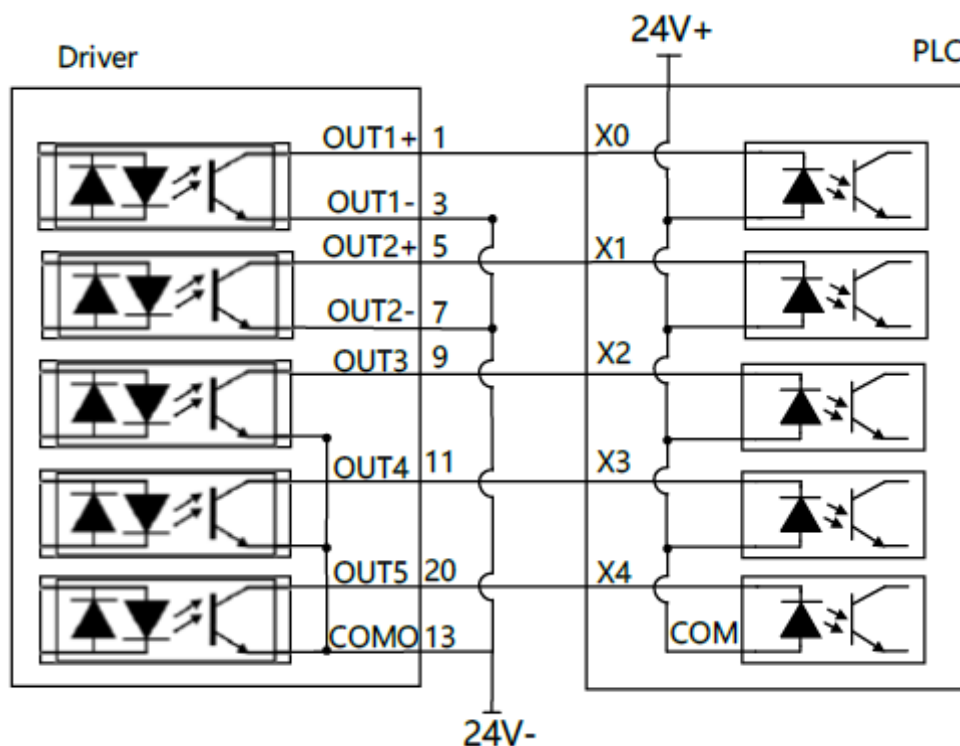 24V+
Driver
PLC
OUT1+ 1 X0
OUT1- 3
OUT2+ 5 X1
OUT2- 7
OUT3 9 X2
OUT4 11 X3
OUT5 20 X4
COMO 13 COM
24V-